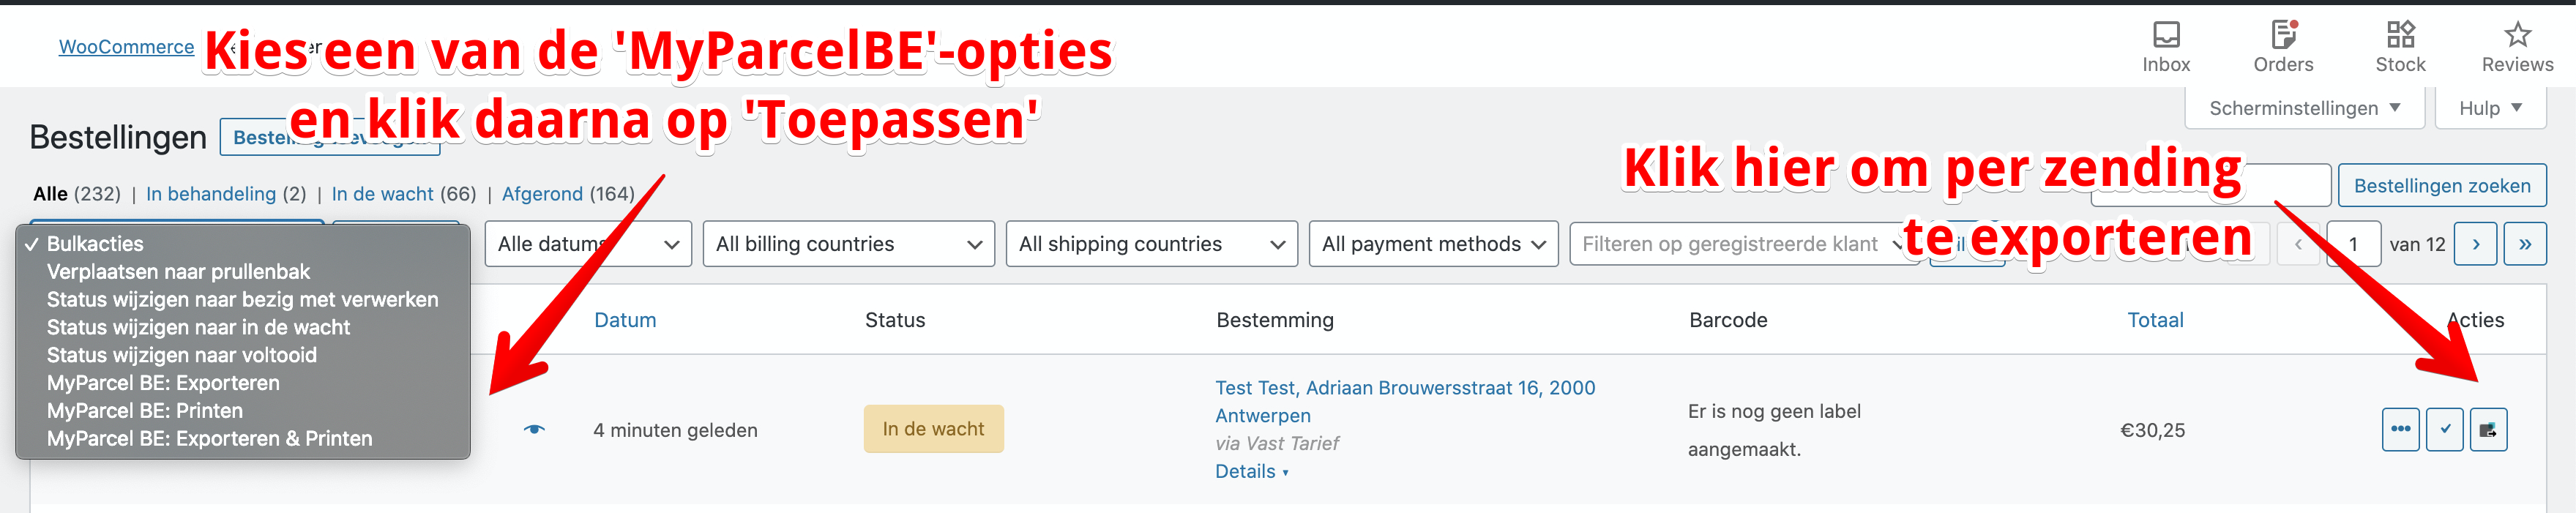 WooCommerce
Kies een van de 'MyParcelBE'-opties
en klik daarna op 'Toepassen'
Inbox
Orders
Stock
Reviews
Scherminstellingen ▼
Hulp ▼
Bestellingen
Klik hier om per zending
te exporteren
Bestellingen zoeken
Alle (232) | In behandeling (2) | In de wacht (66) | Afgerond (164)
✓ Bulkacties
Verplaatsen naar prullenbak
Status wijzigen naar bezig met verwerken
Status wijzigen naar in de wacht
Status wijzigen naar voltooid
MyParcel BE: Exporteren
MyParcel BE: Printen
MyParcel BE: Exporteren & Printen
Alle datums
All billing countries
All shipping countries
All payment methods
Filteren op geregistreerde klant
‹ 1 van 12 › »
Datum
Status
Bestemming
Barcode
Totaal
Acties
4 minuten geleden
In de wacht
Test Test, Adriaan Brouwersstraat 16, 2000
Antwerpen
via Vast Tarief
Details ▾
Er is nog geen label
aangemaakt.
€30,25